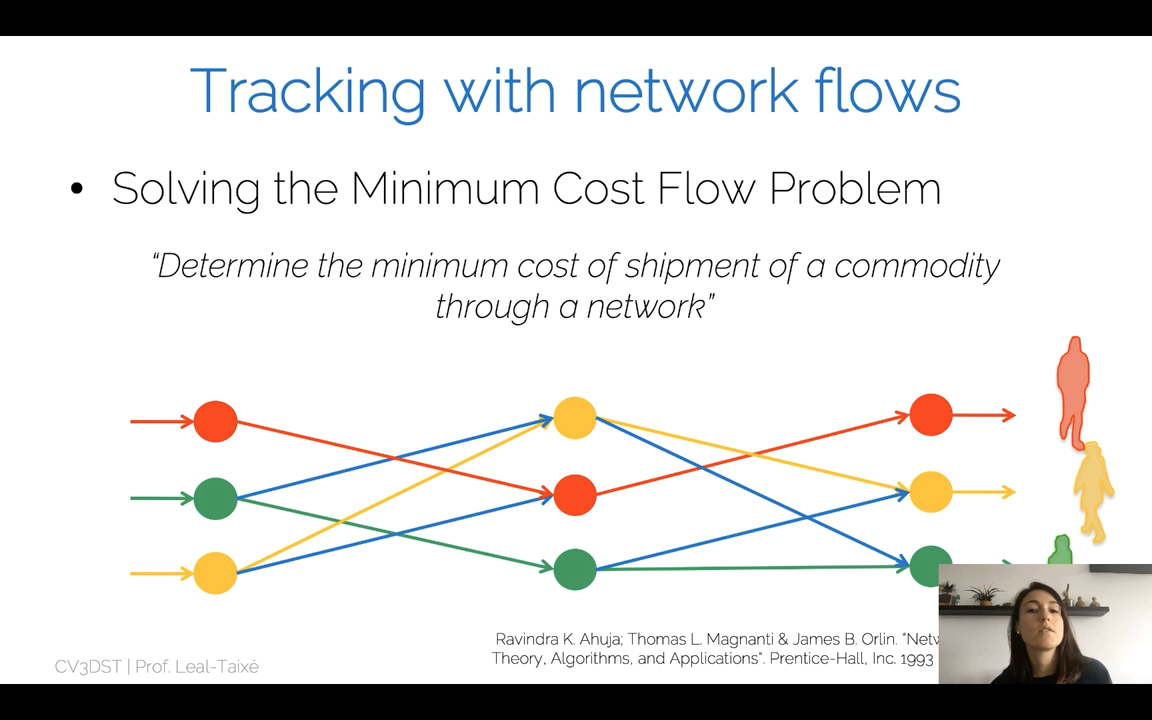 Tracking with network flows
• Solving the Minimum Cost Flow Problem
"Determine the minimum cost of shipment of a commodity
through a network"
Ravindra K. Ahuja; Thomas L. Magnanti & James B. Orlin.
Theory, Algorithms, and Applications". Prentice-Hall, Inc. 1993
CV3DST | Prof. Leal-Taixé